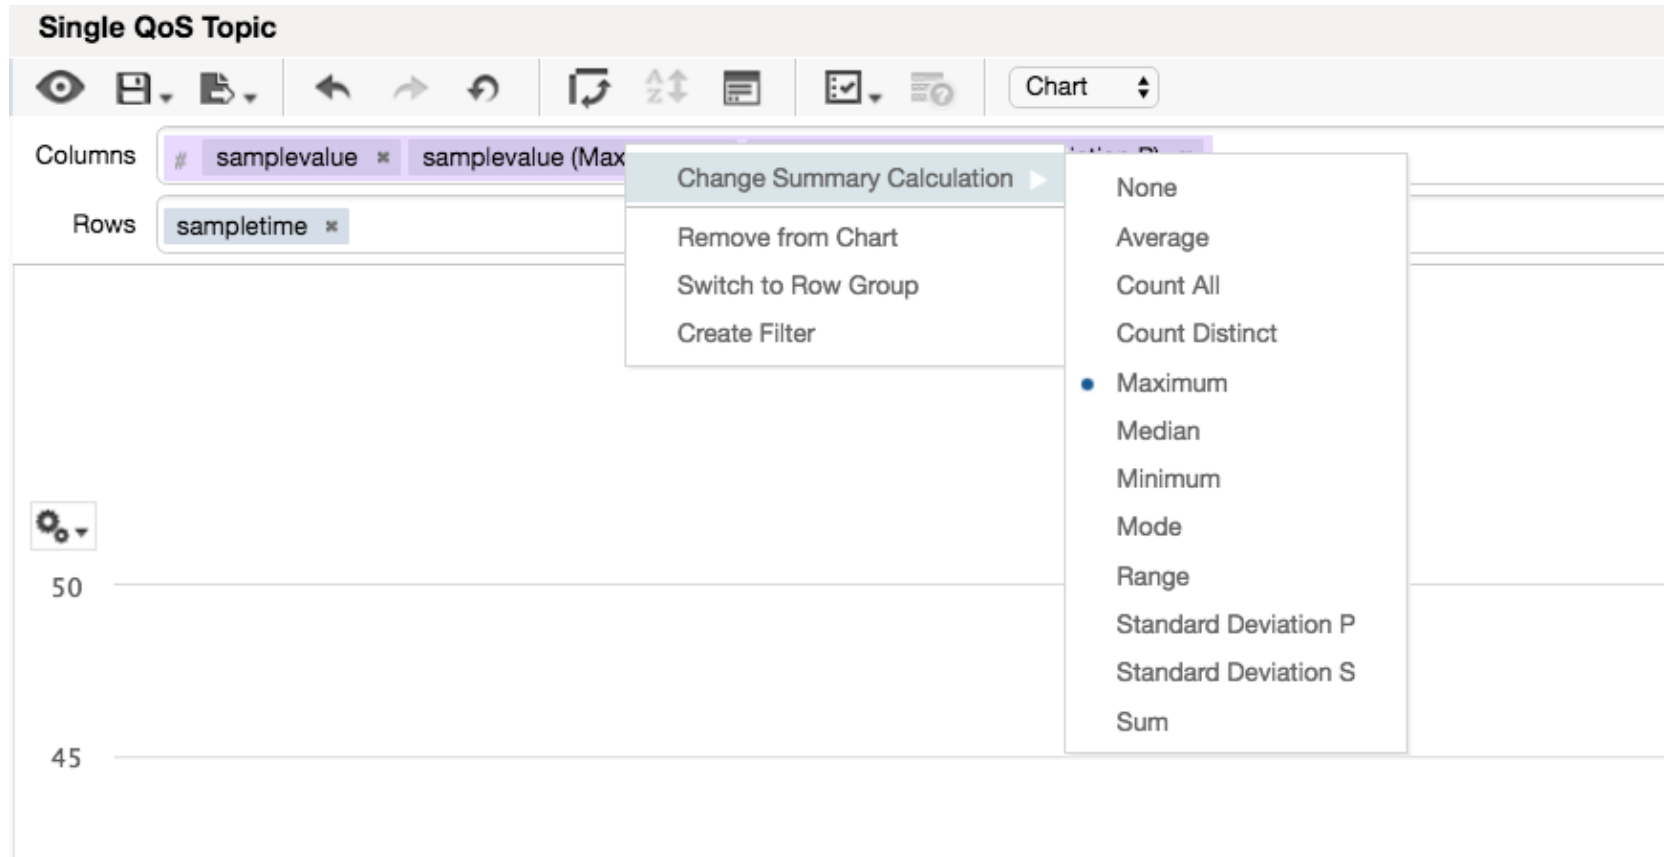 Single QoS Topic
Chart
Columns # samplevalue × samplevalue (Max
Rows sampletime ×
Change Summary Calculation
Remove from Chart
Switch to Row Group
Create Filter
None
Average
Count All
Count Distinct
Maximum
Median
Minimum
Mode
Range
Standard Deviation P
Standard Deviation S
Sum
50
45